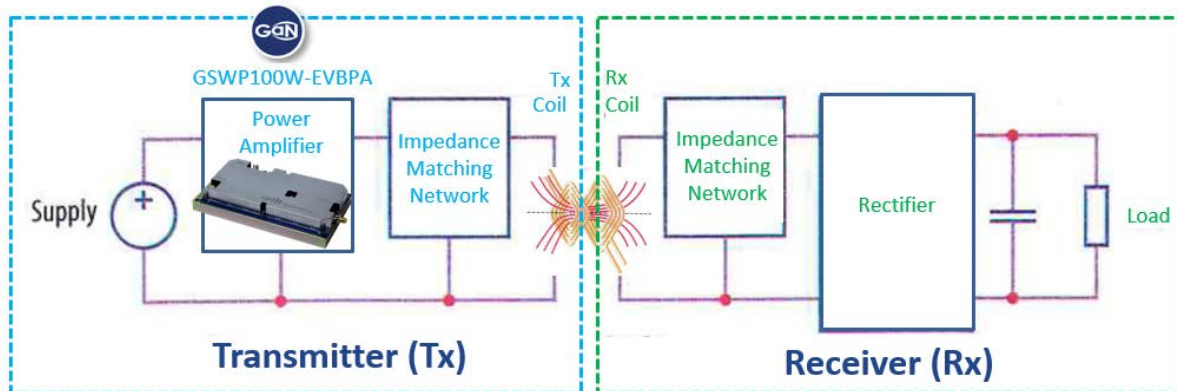 GaN
GSWP100W-EVBPA
Power
Amplifier
Impedance
Matching
Network
Tx
Coil
Supply
+
Transmitter (Tx)
Rx
Coil
Impedance
Matching
Network
Rectifier
Load
Receiver (Rx)